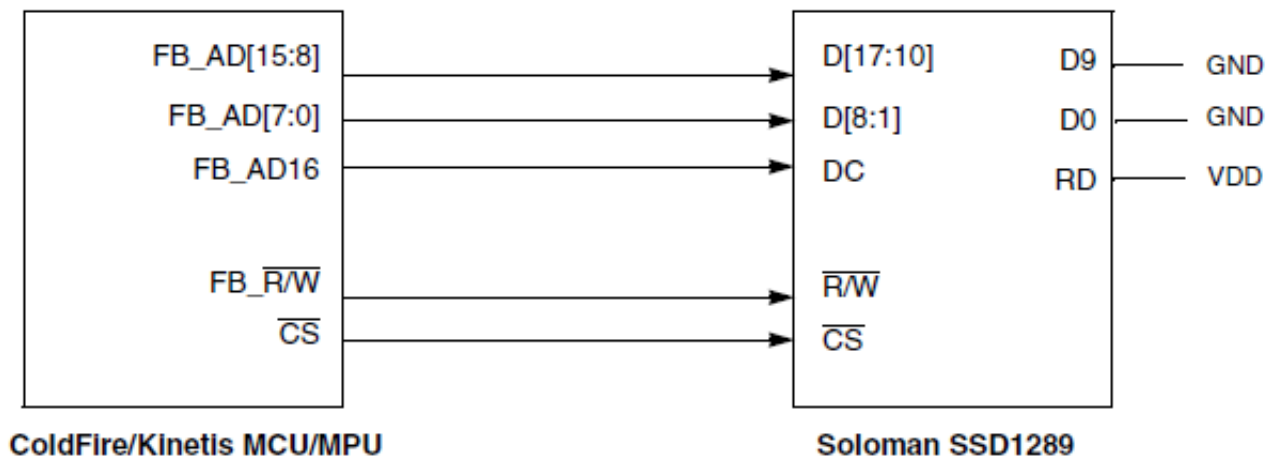 FB_AD[15:8]
D[17:10]
D9
GND
FB_AD[7:0]
D[8:1]
D0
GND
FB_AD16
DC
RD
VDD
FB_R/W
R/W
CS
CS
ColdFire/Kinetis MCU/MPU
Soloman SSD1289